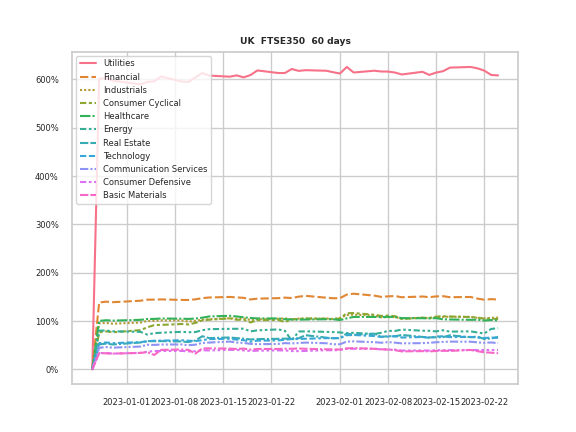 UK FTSE350 60 days
Utilities
Financial
Industrials
Consumer Cyclical
Healthcare
Energy
Real Estate
Technology
Communication Services
Consumer Defensive
Basic Materials
600%
500%
400%
300%
200%
100%
0%
2023-01-01 2023-01-08 2023-01-15 2023-01-22 2023-02-01 2023-02-08 2023-02-15 2023-02-22